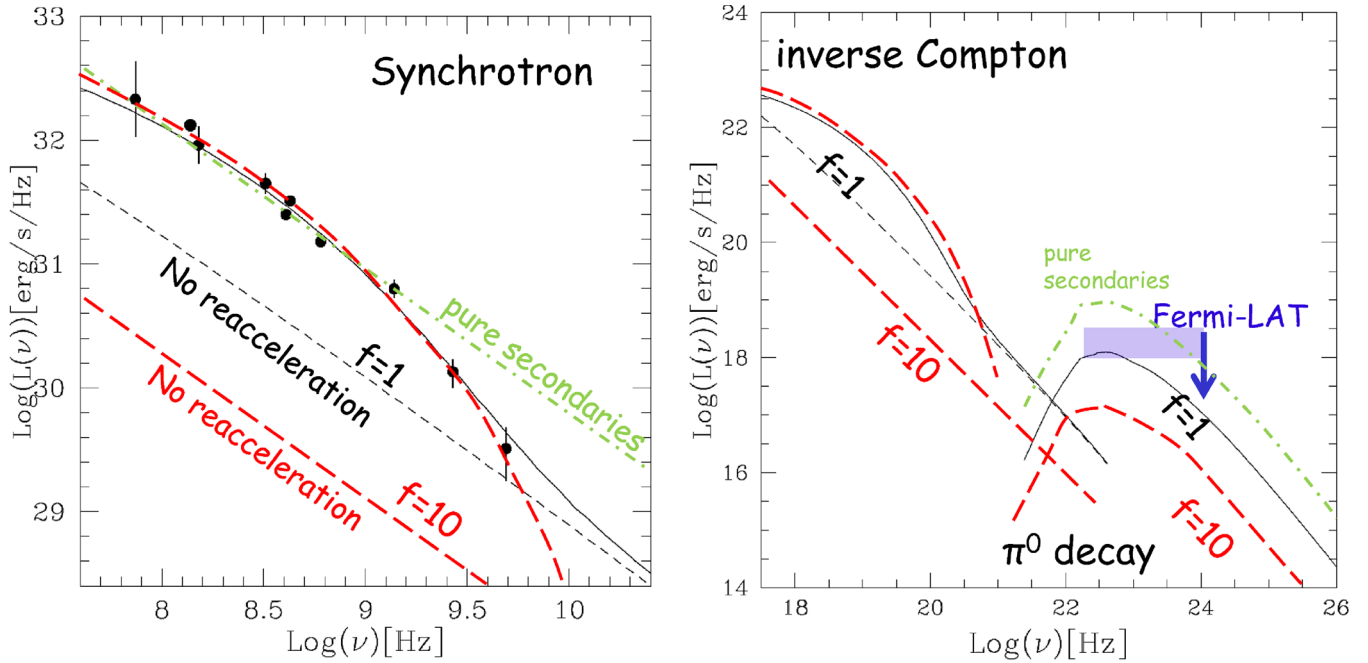 33
32
31
30
29
Log(L(ν))[erg/s/Hz]
Synchrotron
No reacceleration
f=1
No reacceleration
f=10
pure secondaries
8
8.5
9
9.5
10
Log(ν)[Hz]
24
22
20
18
16
14
Log(L(ν))[erg/s/Hz]
inverse Compton
f=1
f=10
pure
secondaries
Fermi-LAT
f=1
f=10
π⁰ decay
18
20
22
24
26
Log(ν)[Hz]